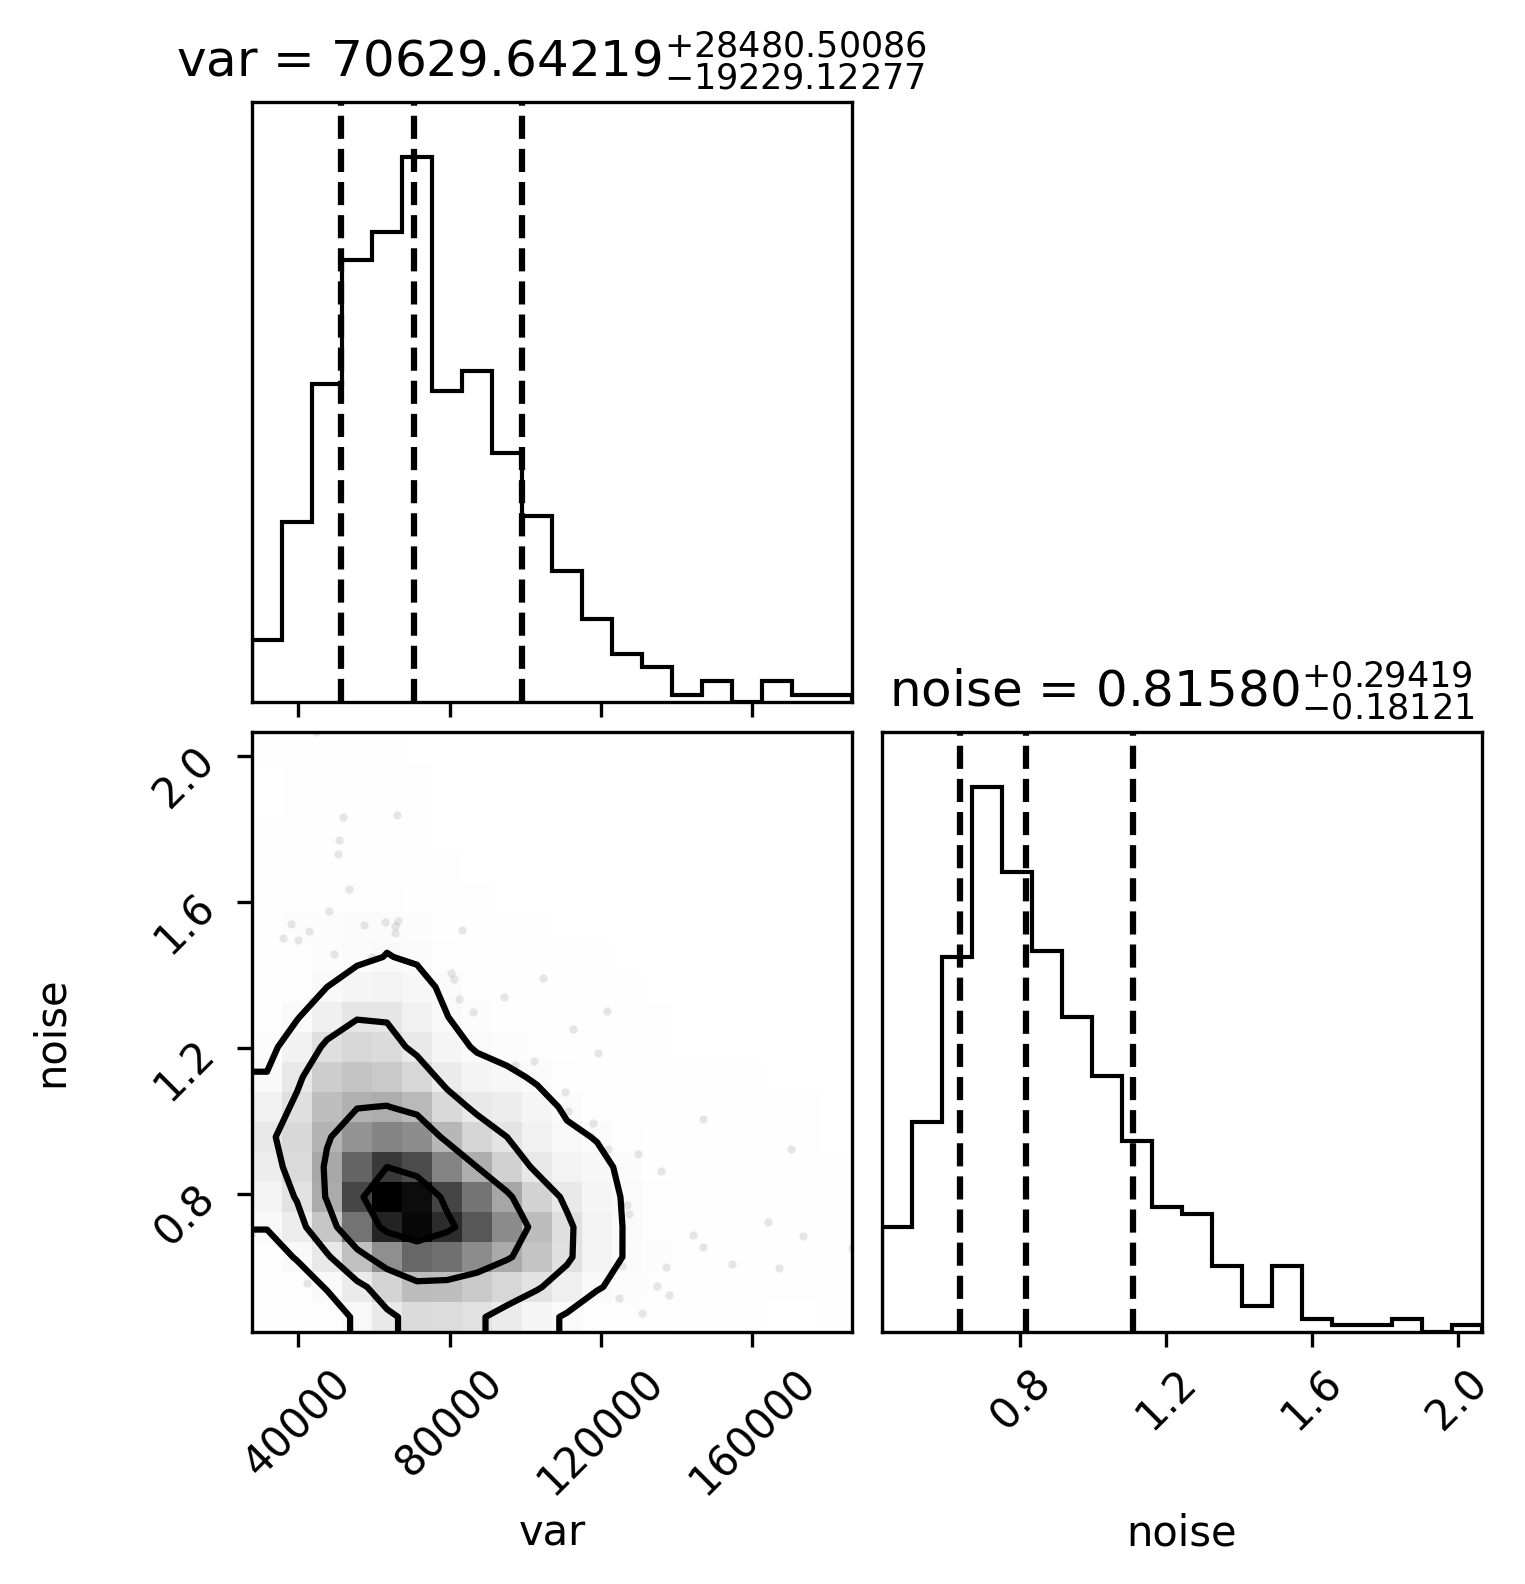 var = 70629.64219+28480.50086−19229.12277
noise = 0.81580+0.29419−0.18121
2.0
1.6
1.2
0.8
noise
40000 80000 120000 160000
var
0.8 1.2 1.6 2.0
noise